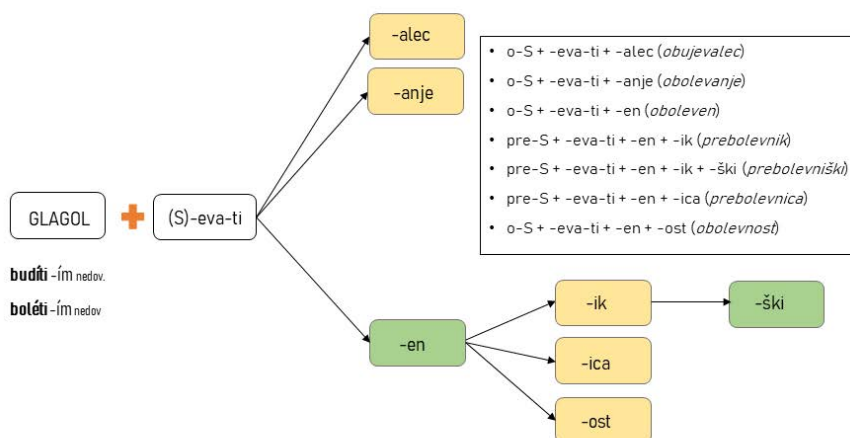 -alec
-anje
• o-S + -eva-ti + -alec (obujevalec)
• o-S + -eva-ti + -anje (obolevanje)
• o-S + -eva-ti + -en (oboleven)
• pre-S + -eva-ti + -en + -ik (prebolevnik)
• pre-S + -eva-ti + -en + -ik + -ški (prebolevniški)
• pre-S + -eva-ti + -en + -ica (prebolevnica)
• o-S + -eva-ti + -en + -ost (obolevnost)
GLAGOL + (S)-eva-ti
budíti -ím nedov.
boléti -ím nedov
-en
-ik
-ški
-ica
-ost